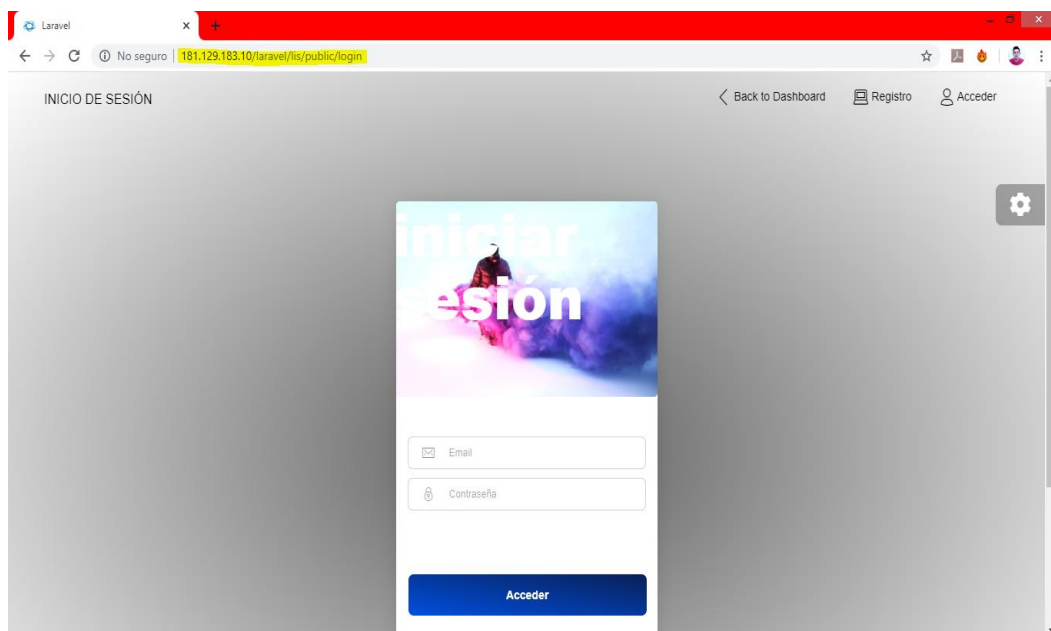 Laravel
No seguro
181.129.183.10/laravel/lis/public/login
INICIO DE SESIÓN
Back to Dashboard
Registro
Acceder
iniciar
sesión
Email
Contraseña
Acceder